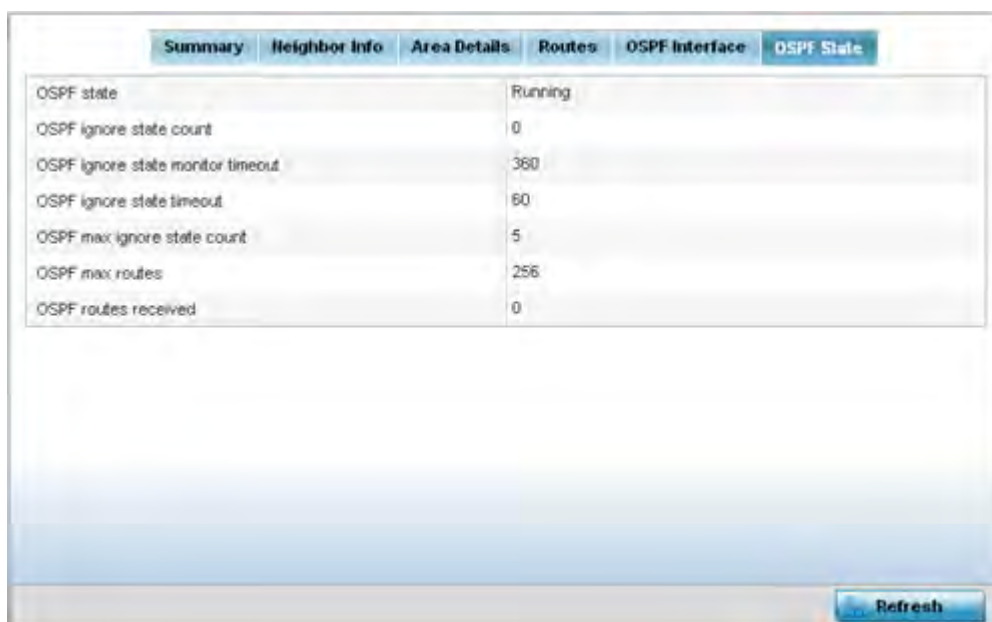 Summary Neighbor Info Area Details Routes OSPF Interface OSPF State
OSPF state Running
OSPF ignore state count 0
OSPF ignore state monitor timeout 360
OSPF ignore state timeout 60
OSPF max ignore state count 5
OSPF max routes 256
OSPF routes received 0
Refresh